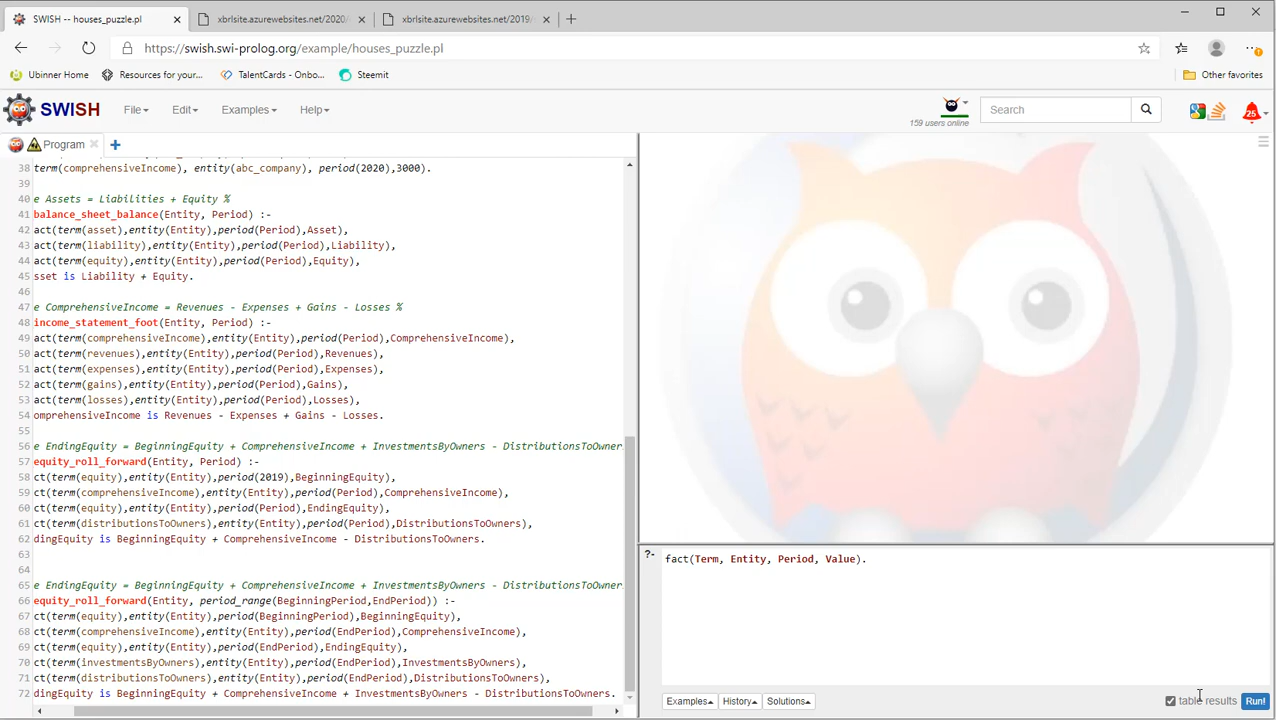 SWISH -- houses_puzzle.pl
xbrlsite.azurewebsites.net/2020/
xbrlsite.azurewebsites.net/2019/
https://swish.swi-prolog.org/example/houses_puzzle.pl
Ubinner Home
Resources for your...
TalentCards - Onbo...
Steemit
Other favorites
SWISH
File
Edit
Examples
Help
159 users online
Search
25
Program
38 term(comprehensiveIncome), entity(abc_company), period(2020),3000).
39
40 e Assets = Liabilities + Equity %
41 balance_sheet_balance(Entity, Period) :-
42 act(term(asset),entity(Entity),period(Period),Asset),
43 act(term(liability),entity(Entity),period(Period),Liability),
44 act(term(equity),entity(Entity),period(Period),Equity),
45 sset is Liability + Equity.
46
47 e ComprehensiveIncome = Revenues - Expenses + Gains - Losses %
48 income_statement_foot(Entity, Period) :-
49 act(term(comprehensiveIncome),entity(Entity),period(Period),ComprehensiveIncome),
50 act(term(revenues),entity(Entity),period(Period),Revenues),
51 act(term(expenses),entity(Entity),period(Period),Expenses),
52 act(term(gains),entity(Entity),period(Period),Gains),
53 act(term(losses),entity(Entity),period(Period),Losses),
54 omprehensiveIncome is Revenues - Expenses + Gains - Losses.
55
56 e EndingEquity = BeginningEquity + ComprehensiveIncome + InvestmentsByOwners - DistributionsToOwner
57 equity_roll_forward(Entity, Period) :-
58 ct(term(equity),entity(Entity),period(2019),BeginningEquity),
59 ct(term(comprehensiveIncome),entity(Entity),period(Period),ComprehensiveIncome),
60 ct(term(equity),entity(Entity),period(Period),EndingEquity),
61 ct(term(distributionsToOwners),entity(Entity),period(Period),DistributionsToOwners),
62 dingEquity is BeginningEquity + ComprehensiveIncome - DistributionsToOwners.
63
64
65 e EndingEquity = BeginningEquity + ComprehensiveIncome + InvestmentsByOwners - DistributionsToOwner
66 equity_roll_forward(Entity, period_range(BeginningPeriod,EndPeriod)) :-
67 ct(term(equity),entity(Entity),period(BeginningPeriod),BeginningEquity),
68 ct(term(comprehensiveIncome),entity(Entity),period(EndPeriod),ComprehensiveIncome),
69 ct(term(equity),entity(Entity),period(EndPeriod),EndingEquity),
70 ct(term(investmentsByOwners),entity(Entity),period(EndPeriod),InvestmentsByOwners),
71 ct(term(distributionsToOwners),entity(Entity),period(EndPeriod),DistributionsToOwners),
72 dingEquity is BeginningEquity + ComprehensiveIncome + InvestmentsByOwners - DistributionsToOwners.
?- fact(Term, Entity, Period, Value).
Examples
History
Solutions
table results
Run!